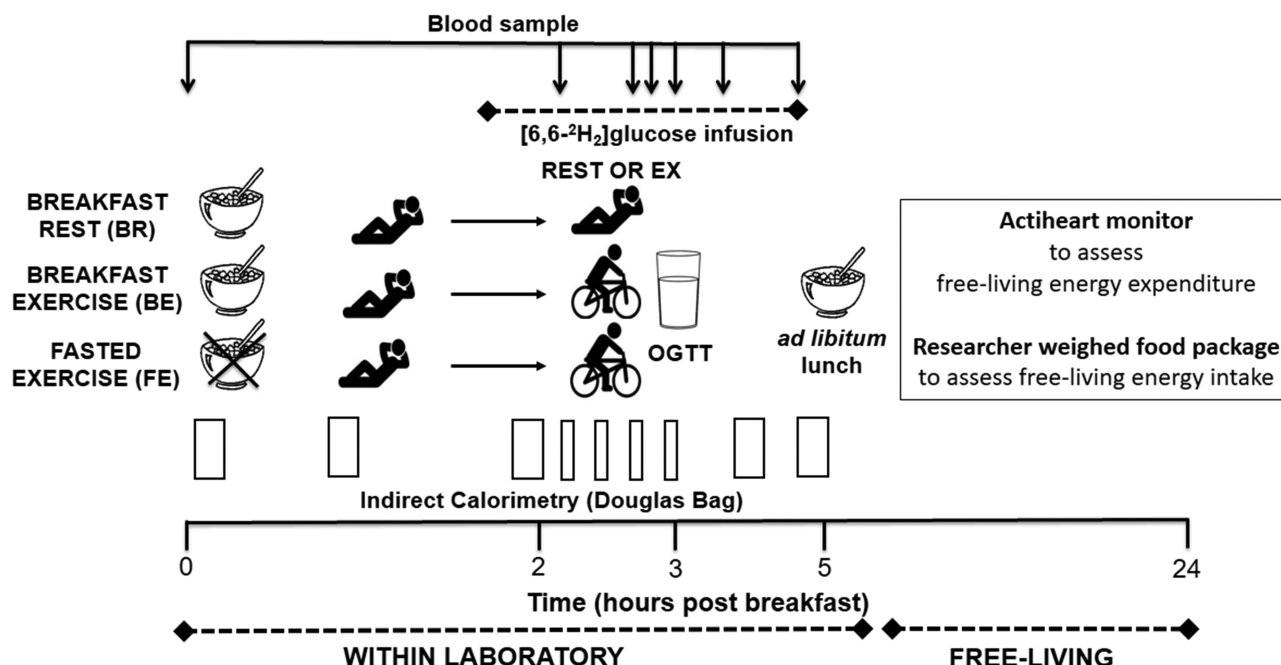 Blood sample
[6,6-²H₂]glucose infusion
REST OR EX
BREAKFAST
REST (BR)
BREAKFAST
EXERCISE (BE)
FASTED
EXERCISE (FE)
OGTT
ad libitum
lunch
Actiheart monitor
to assess
free-living energy expenditure
Researcher weighed food package
to assess free-living energy intake
Indirect Calorimetry (Douglas Bag)
0 2 3 5 24
Time (hours post breakfast)
WITHIN LABORATORY
FREE-LIVING